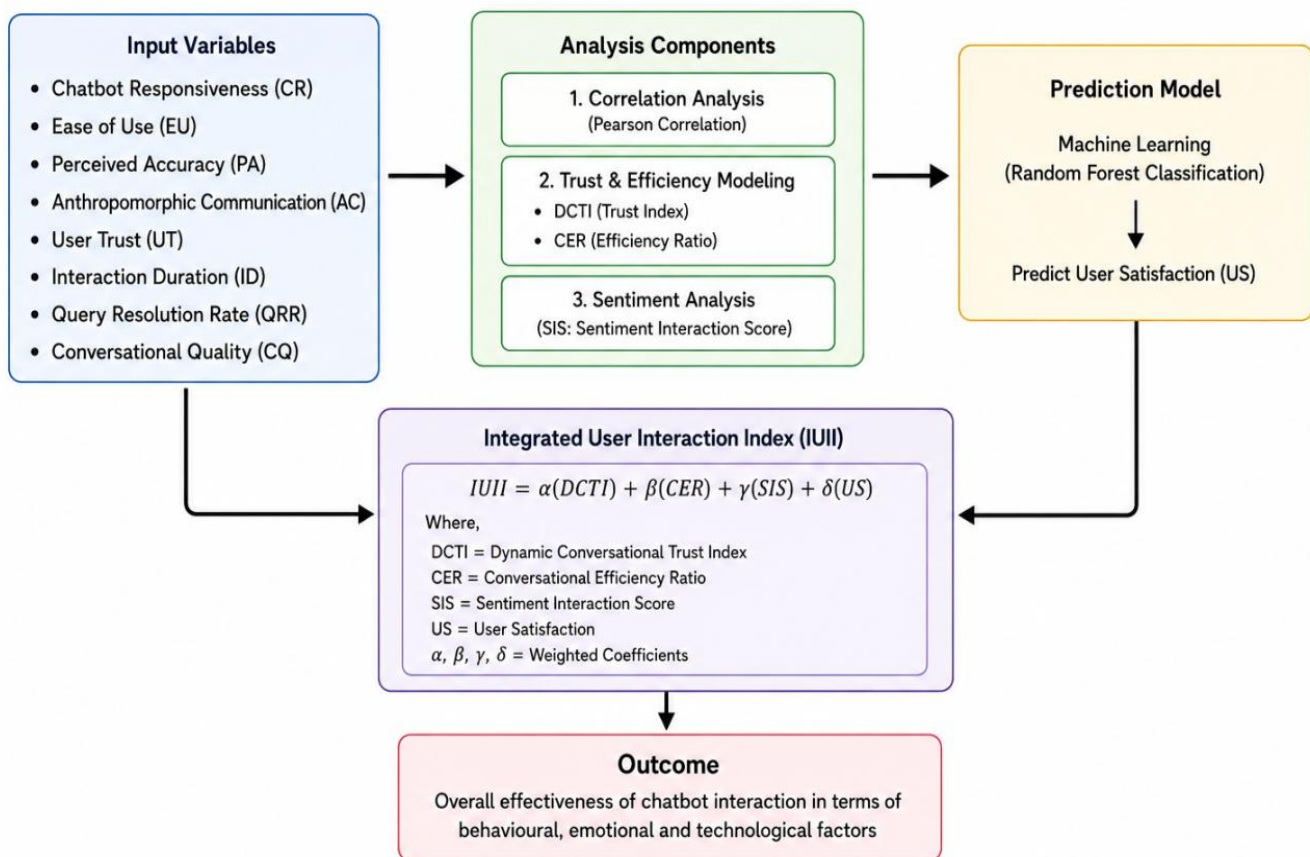 Input Variables
• Chatbot Responsiveness (CR)
• Ease of Use (EU)
• Perceived Accuracy (PA)
• Anthropomorphic Communication (AC)
• User Trust (UT)
• Interaction Duration (ID)
• Query Resolution Rate (QRR)
• Conversational Quality (CQ)
Analysis Components
1. Correlation Analysis
(Pearson Correlation)
2. Trust & Efficiency Modeling
• DCTI (Trust Index)
• CER (Efficiency Ratio)
3. Sentiment Analysis
(SIS: Sentiment Interaction Score)
Prediction Model
Machine Learning
(Random Forest Classification)
Predict User Satisfaction (US)
Integrated User Interaction Index (IUII)
IUII = α(DCTI) + β(CER) + γ(SIS) + δ(US)
Where,
DCTI = Dynamic Conversational Trust Index
CER = Conversational Efficiency Ratio
SIS = Sentiment Interaction Score
US = User Satisfaction
α, β, γ, δ = Weighted Coefficients
Outcome
Overall effectiveness of chatbot interaction in terms of
behavioural, emotional and technological factors